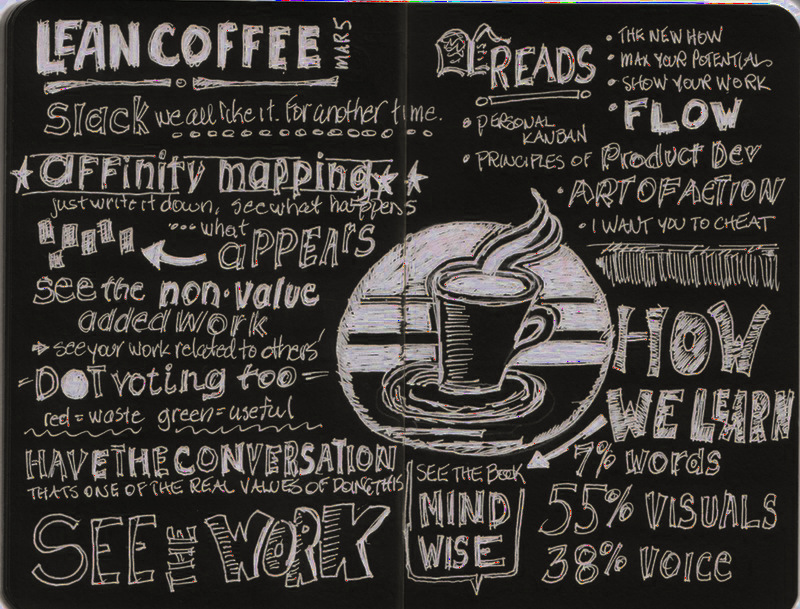 LEAN COFFEE
MAR 5
Slack we all like it. For another time.
affinity mapping
just write it down, see what happens
...what
appears
see the non-value
added work
see your work related to others'
- DOT voting too -
red = waste green = useful
HAVE THE CONVERSATION
THATS ONE OF THE REAL VALUES OF DOING THIS
SEE THE WORK
READS
• THE NEW HOW
• MAX YOUR POTENTIALS
• SHOW YOUR WORK
• FLOW
• PERSONAL
KANBAN
• PRINCIPLES OF Product Dev
• ART OF ACTION
• I WANT YOU TO CHEAT
HOW
WE LEARN
7% WORDS
55% VISUALS
38% VOICE
SEE THE BOOK
MIND
WISE